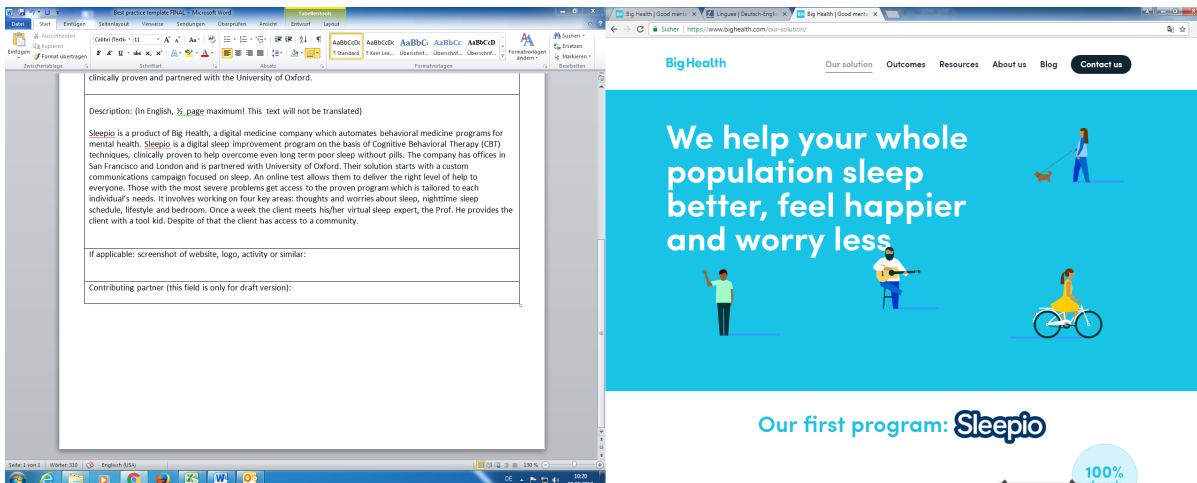 Best practice template FINAL - Microsoft Word
Tabellentools
Datei Start Einfügen Seitenlayout Verweise Sendungen Überprüfen Ansicht Entwurf Layout
Ausschneiden
Kopieren
Format übertragen
Einfügen
Zwischenablage
Calibri (Textk 11
Schriftart
Absatz
AaBbCcDc AaBbCcDc AaBbC AaBbCc AaBbCcD
Standard Kein Lee... Überschrif... Überschrif... Überschrif...
Formatvorlagen
Formatvorlagen ändern
Suchen
Ersetzen
Markieren
Bearbeiten
clinically proven and partnered with the University of Oxford.
Description: (In English, ½ page maximum! This text will not be translated)
Sleepio is a product of Big Health, a digital medicine company which automates behavioral medicine programs for
mental health. Sleepio is a digital sleep improvement program on the basis of Cognitive Behavioral Therapy (CBT)
techniques, clinically proven to help overcome even long term poor sleep without pills. The company has offices in
San Francisco and London and is partnered with University of Oxford. Their solution starts with a custom
communications campaign focused on sleep. An online test allows them to deliver the right level of help to
everyone. Those with the most severe problems get access to the proven program which is tailored to each
individual's needs. It involves working on four key areas: thoughts and worries about sleep, nighttime sleep
schedule, lifestyle and bedroom. Once a week the client meets his/her virtual sleep expert, the Prof. He provides the
client with a tool kid. Despite of that the client has access to a community.
If applicable: screenshot of website, logo, activity or similar:
Contributing partner (this field is only for draft version):
Seite: 1 von 1 Wörter: 310 Englisch (USA)
150 %
DE 10:20
Big Health | Good menta Linguee | Deutsch-Englis Big Health | Good menta
Sicher https://www.bighealth.com/our-solution/
Big Health
Our solution Outcomes Resources About us Blog Contact us
We help your whole
population sleep
better, feel happier
and worry less
Our first program: Sleepio
100%